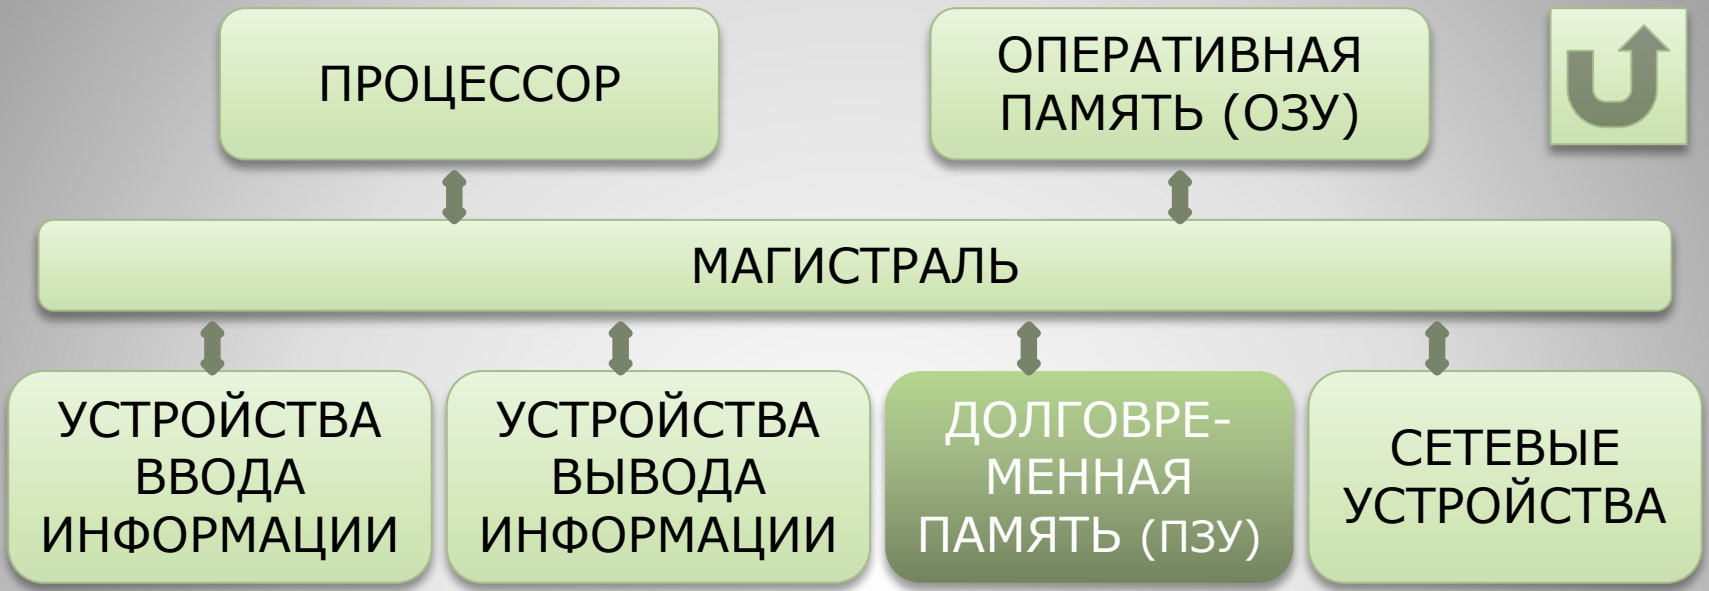 ПРОЦЕССОР
ОПЕРАТИВНАЯ
ПАМЯТЬ (ОЗУ)
МАГИСТРАЛЬ
УСТРОЙСТВА
ВВОДА
ИНФОРМАЦИИ
УСТРОЙСТВА
ВЫВОДА
ИНФОРМАЦИИ
ДОЛГОВРЕ-
МЕННАЯ
ПАМЯТЬ (ПЗУ)
СЕТЕВЫЕ
УСТРОЙСТВА